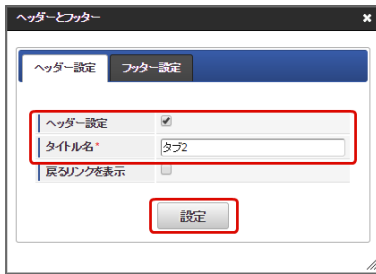 ヘッダーとフッター
ヘッダー設定 フッター設定
ヘッダー設定
タイトル名* タブ2
戻るリンクを表示
設定